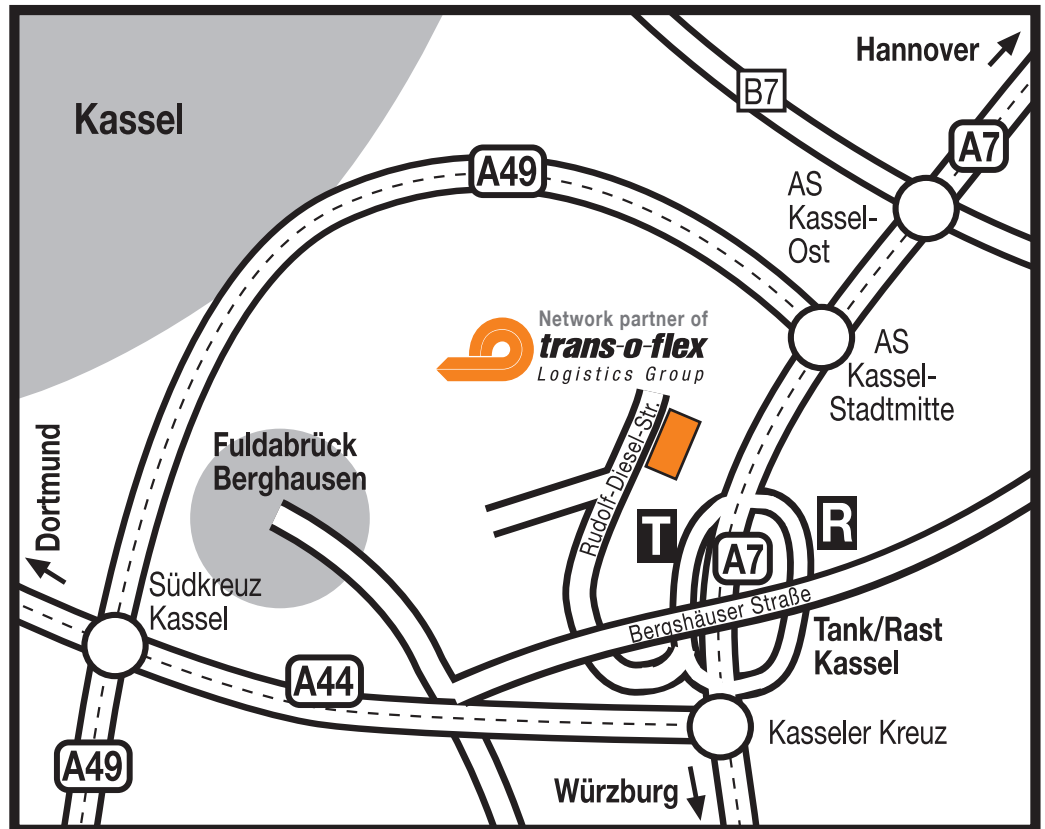 Hannover
B7
Kassel
A7
A49
AS
Kassel-
Ost
Network partner of
trans-o-flex
Logistics Group
AS
Kassel-
Stadtmitte
Rudolf-Diesel-Str.
Fuldabrück
Berghausen
Dortmund
T
R
A7
Südkreuz
Kassel
Bergshäuser Straße
Tank/Rast
Kassel
A44
Kasseler Kreuz
A49
Würzburg